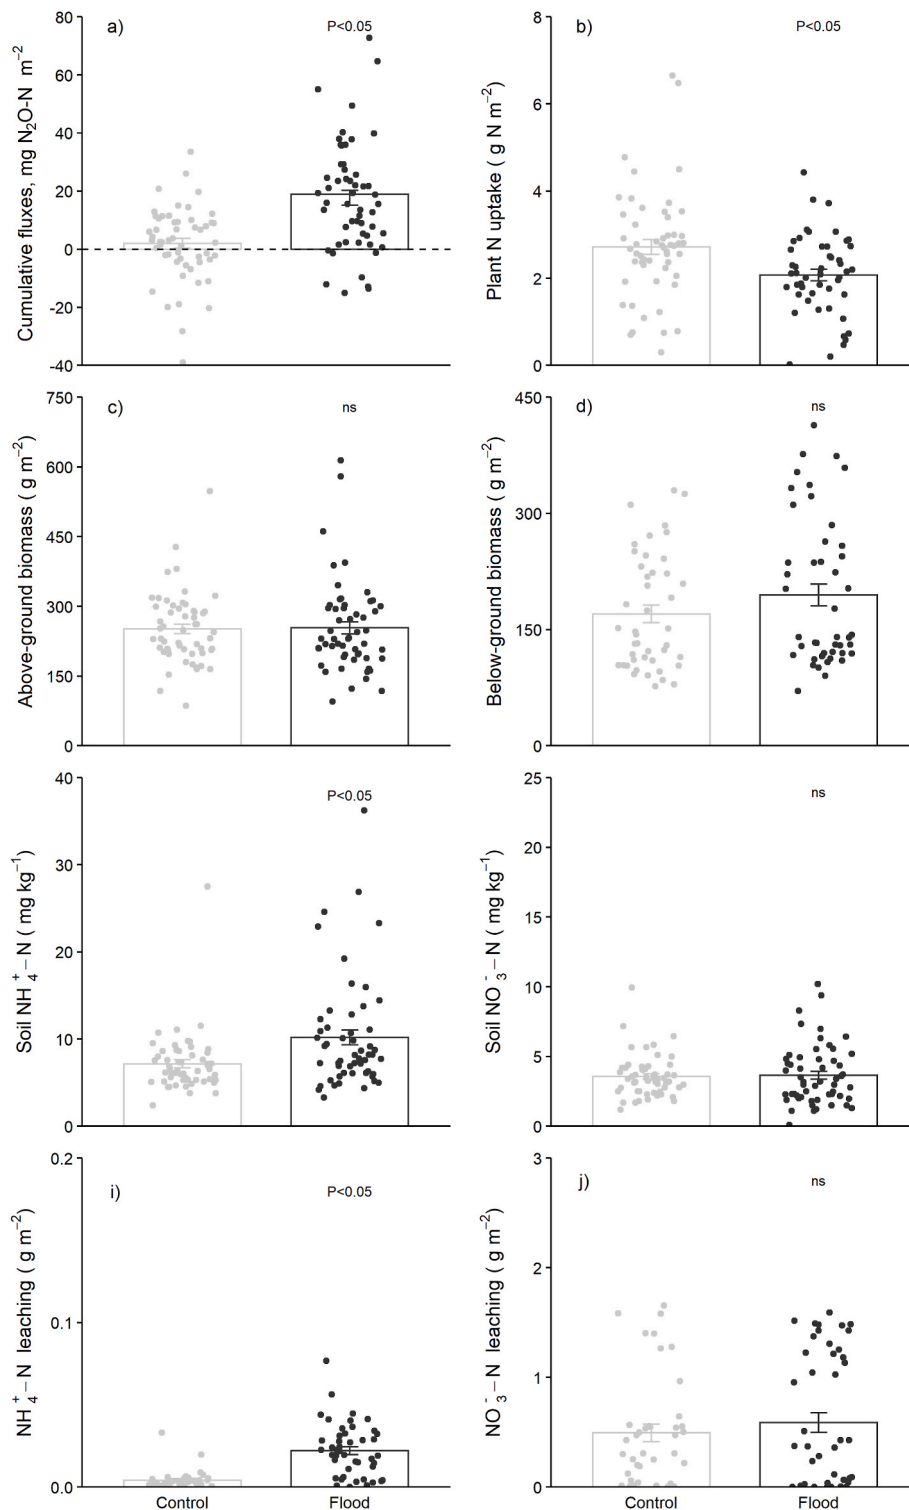 a)
P<0.05
Cumulative fluxes, mg N₂O-N m⁻²
80
60
40
20
0
-20
-40
b)
P<0.05
Plant N uptake ( g N m⁻²)
8
6
4
2
0
c)
ns
Above-ground biomass ( g m⁻²)
750
600
450
300
150
0
d)
ns
Below-ground biomass ( g m⁻²)
450
300
150
0
P<0.05
Soil NH₄⁺−N ( mg kg⁻¹)
40
30
20
10
0
ns
Soil NO₃⁻−N ( mg kg⁻¹)
25
20
15
10
5
0
i)
P<0.05
NH₄⁺−N leaching ( g m⁻²)
0.2
0.1
0.0
Control
Flood
j)
ns
NO₃⁻−N leaching ( g m⁻²)
3
2
1
0
Control
Flood